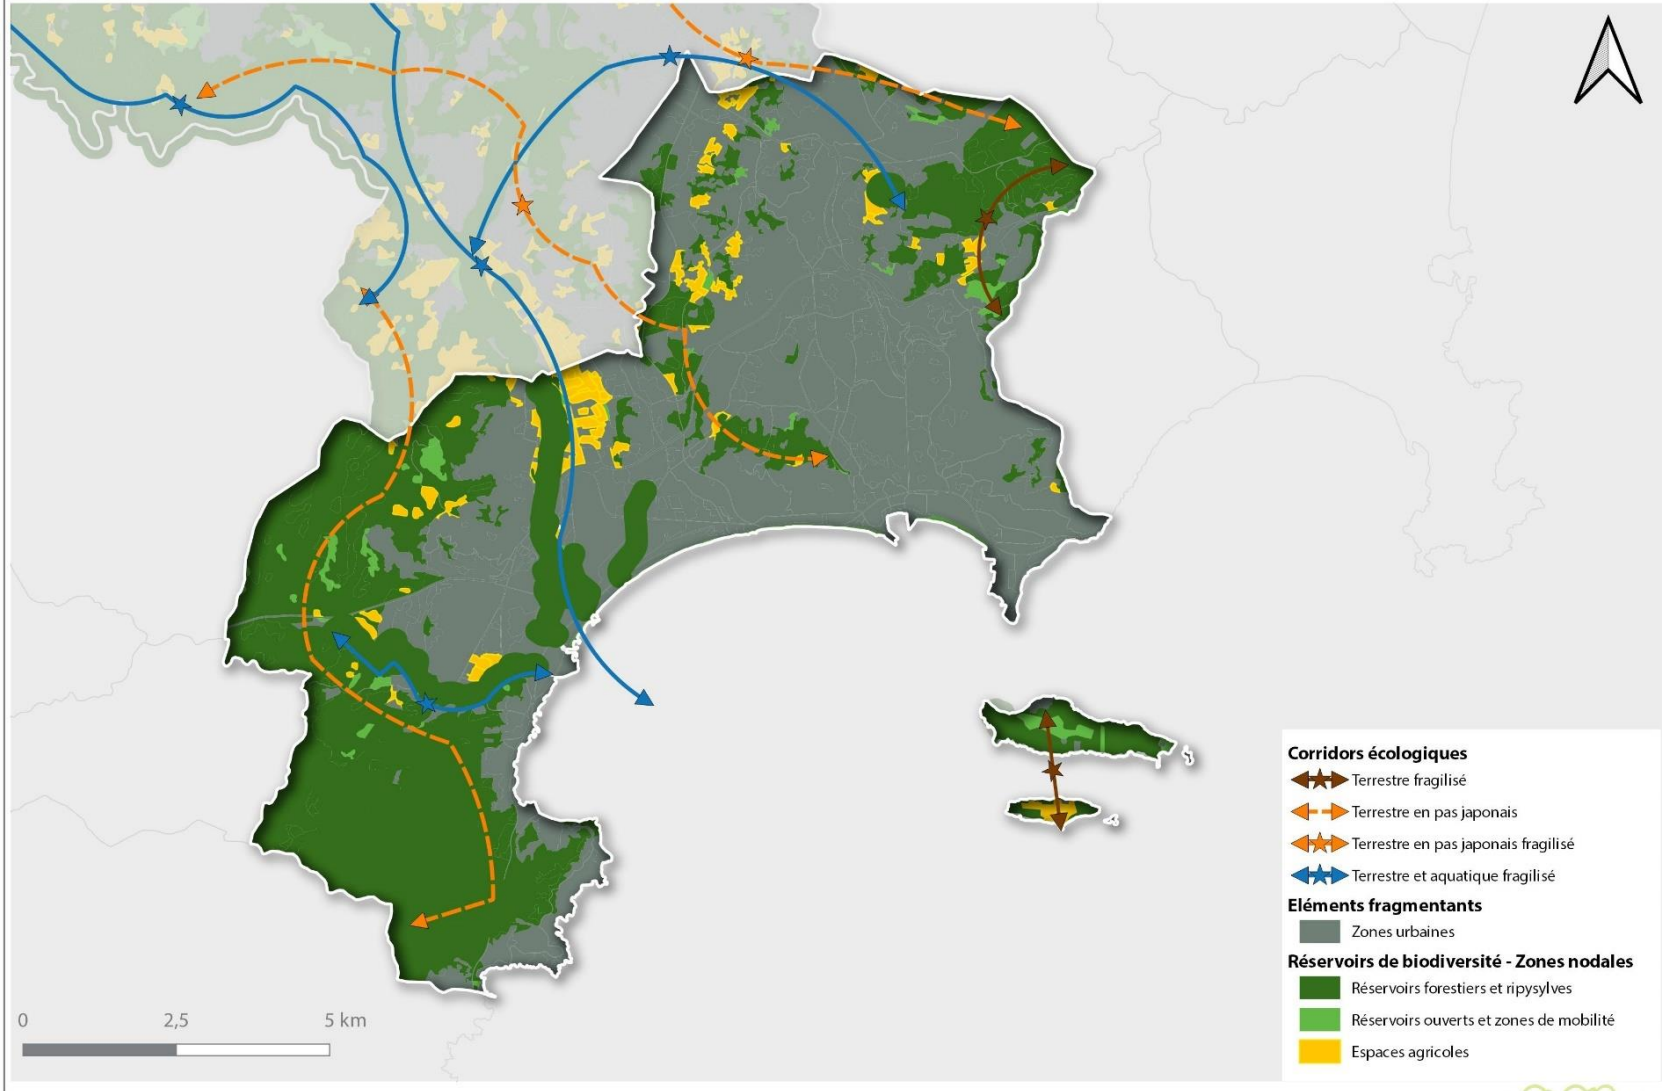 Corridors écologiques
Terrestre fragilisé
Terrestre en pas japonais
Terrestre en pas japonais fragilisé
Terrestre et aquatique fragilisé
Eléments fragmentants
Zones urbaines
Réservoirs de biodiversité - Zones nodales
Réservoirs forestiers et ripysylves
Réservoirs ouverts et zones de mobilité
Espaces agricoles
0 2,5 5 km